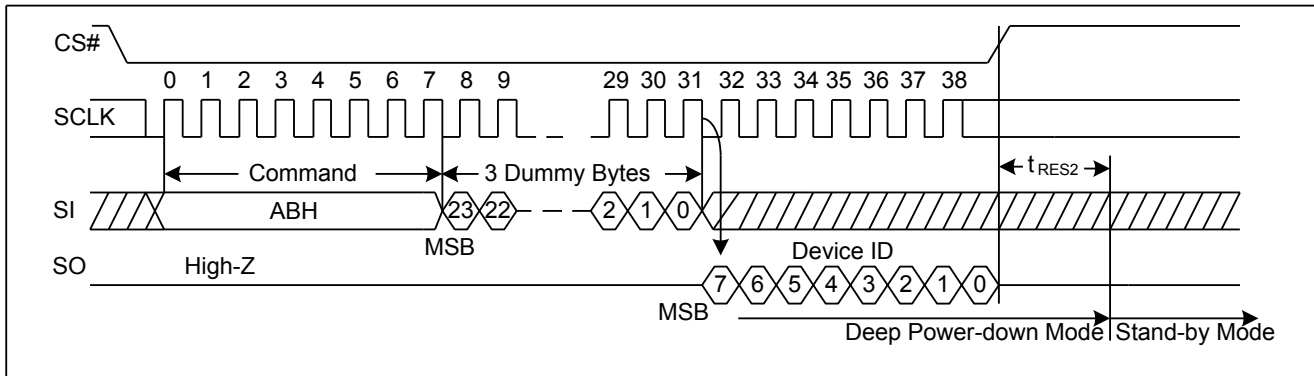 CS#
0 1 2 3 4 5 6 7 8 9 29 30 31 32 33 34 35 36 37 38
SCLK
Command 3 Dummy Bytes tRES2
SI ABH 23 22 2 1 0
MSB
SO High-Z Device ID
7 6 5 4 3 2 1 0
MSB
Deep Power-down Mode Stand-by Mode